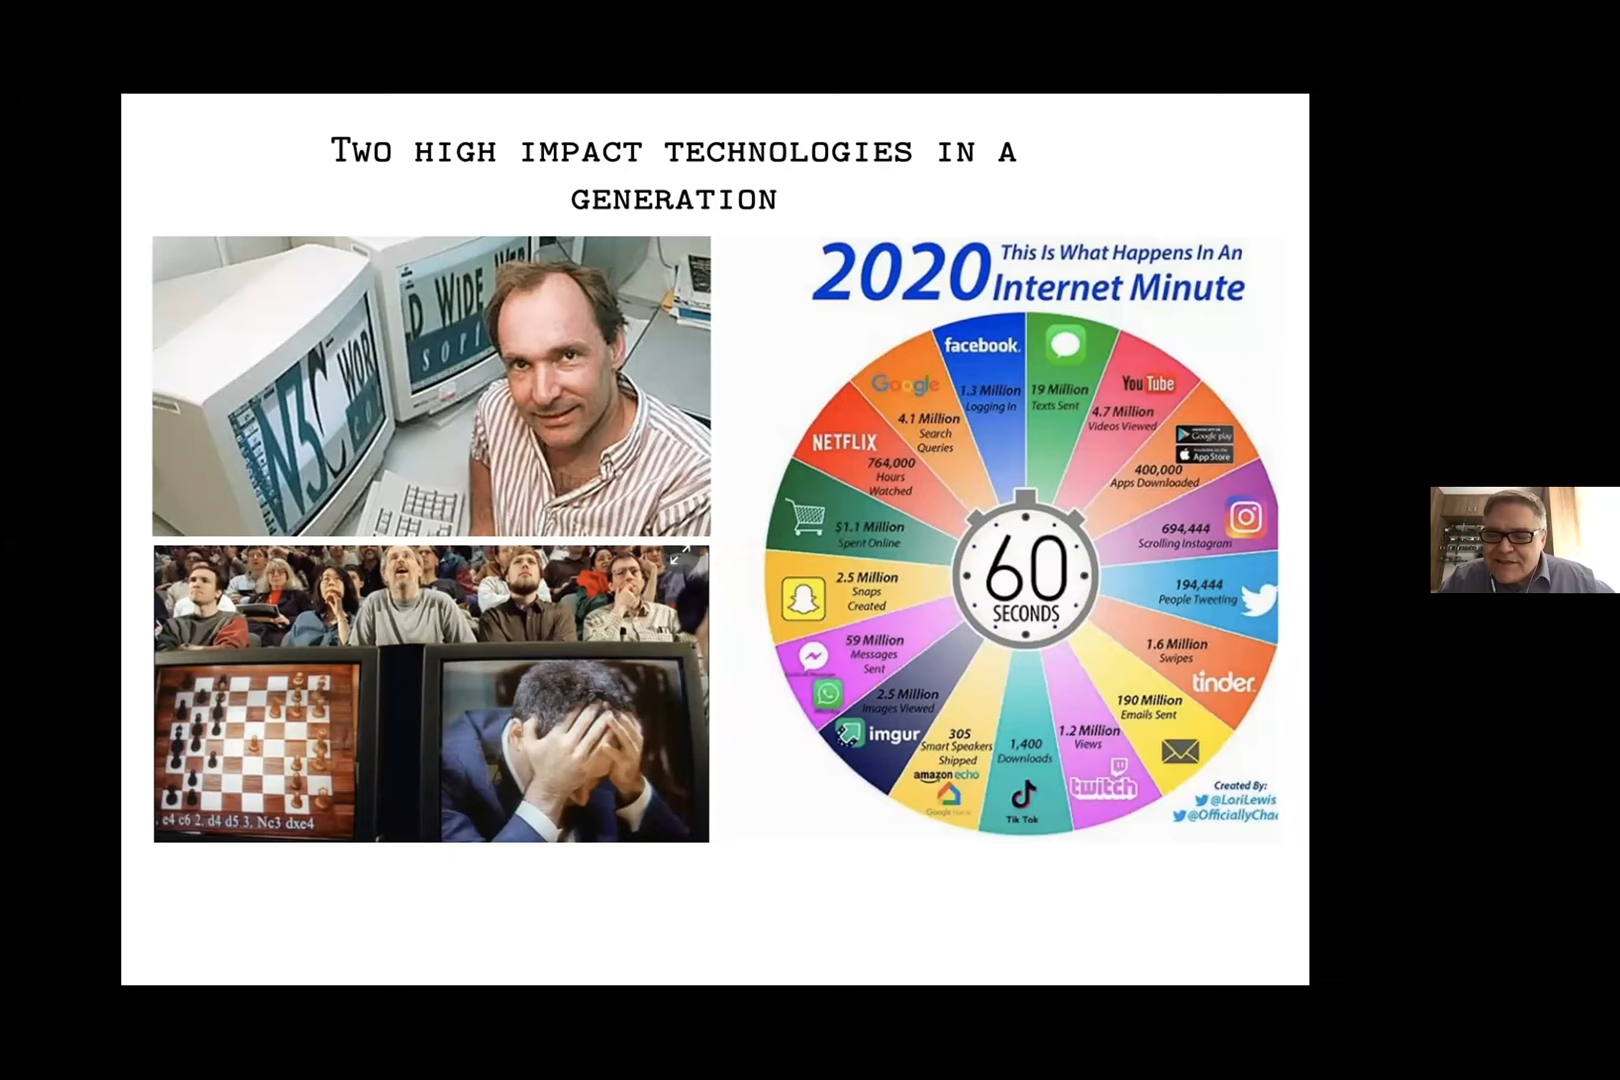 Two high impact technologies in a
generation
D WIDE WEB
WOR
2020
This Is What Happens In An
Internet Minute
facebook.
1.3 Million
Logging In
19 Million
Texts Sent
YouTube
4.7 Million
Videos Viewed
Google play
App Store
400,000
Apps Downloaded
694,444
Scrolling Instagram
194,444
People Tweeting
1.6 Million
Swipes
tinder
190 Million
Emails Sent
1.2 Million
Views
twitch
1,400
Downloads
Tik Tok
305
Smart Speakers
Shipped
amazon echo
Google Home
2.5 Million
Images Viewed
imgur
59 Million
Messages
Sent
2.5 Million
Snaps
Created
$1.1 Million
Spent Online
NETFLIX
764,000
Hours
Watched
Google
4.1 Million
Search
Queries
60
SECONDS
Created By:
@LoriLewis
@OfficiallyChad
. e4 c6 2. d4 d5 3. Nc3 dxe4